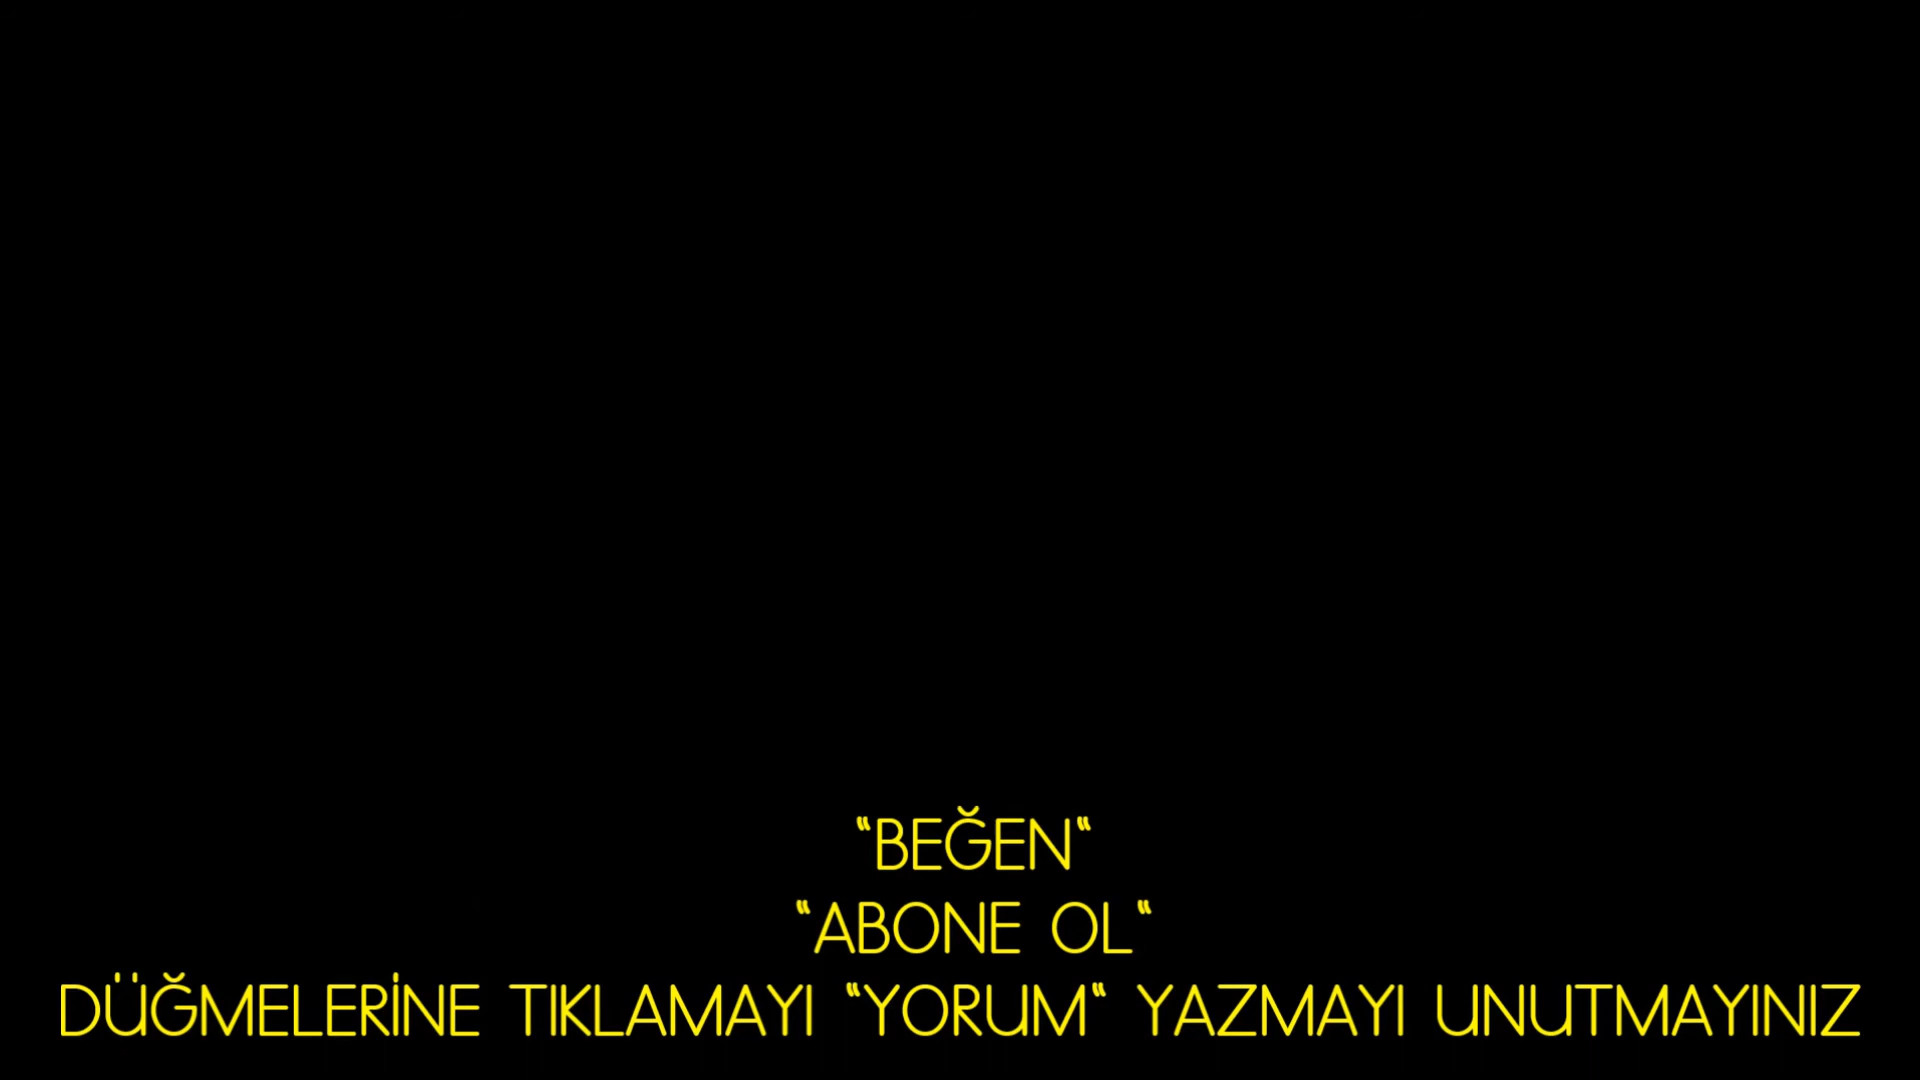 “BEĞEN“
“ABONE OL“
DÜĞMELERİNE TIKLAMAYI “YORUM“ YAZMAYI UNUTMAYINIZ